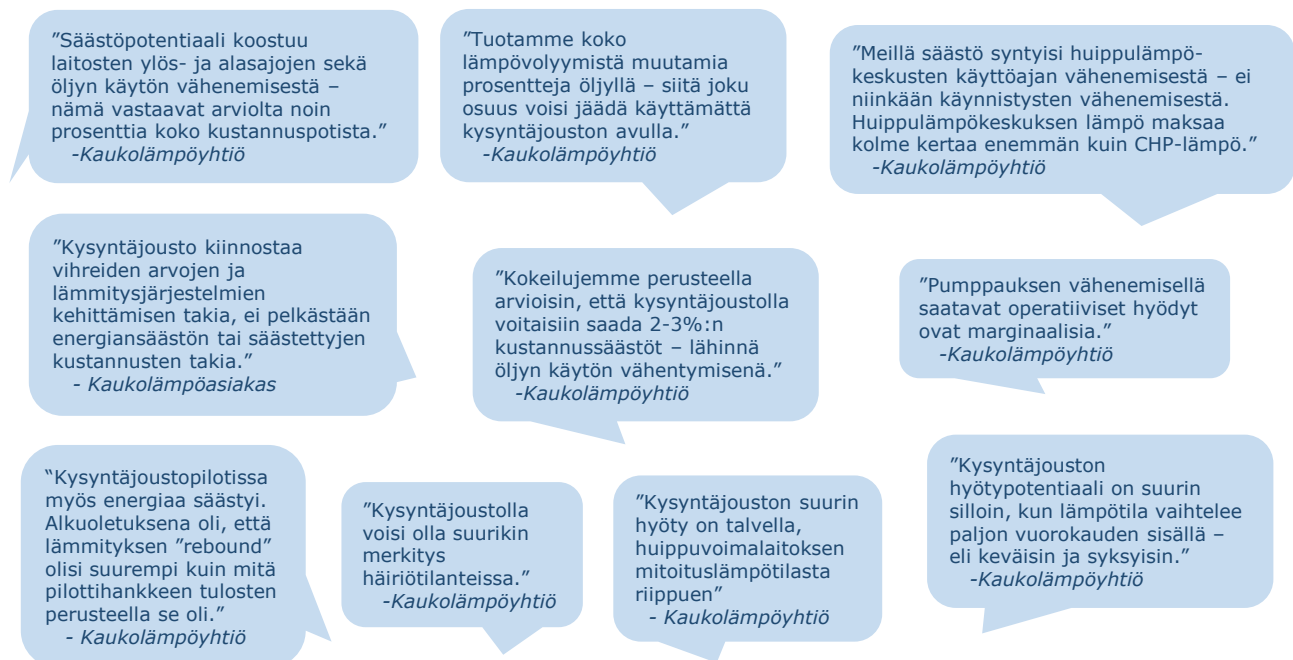 ”Säästöpotentiaali koostuu
laitosten ylös- ja alasajojen sekä
öljyn käytön vähenemisestä –
nämä vastaavat arviolta noin
prosenttia koko kustannuspotista.”
-Kaukolämpöyhtiö
”Tuotamme koko
lämpövolyymistä muutamia
prosentteja öljyllä – siitä joku
osuus voisi jäädä käyttämättä
kysyntäjouston avulla.”
-Kaukolämpöyhtiö
”Meillä säästö syntyisi huippulämpö-
keskusten käyttöajan vähenemisestä – ei
niinkään käynnistysten vähenemisestä.
Huippulämpökeskuksen lämpö maksaa
kolme kertaa enemmän kuin CHP-lämpö.”
-Kaukolämpöyhtiö
”Kysyntäjousto kiinnostaa
vihreiden arvojen ja
lämmitysjärjestelmien
kehittämisen takia, ei pelkästään
energiansäästön tai säästettyjen
kustannusten takia.”
- Kaukolämpöasiakas
”Kokeilujemme perusteella
arvioisin, että kysyntäjoustolla
voitaisiin saada 2-3%:n
kustannussäästöt – lähinnä
öljyn käytön vähentymisenä.”
-Kaukolämpöyhtiö
”Pumppauksen vähenemisellä
saatavat operatiiviset hyödyt
ovat marginaalisia.”
-Kaukolämpöyhtiö
“Kysyntäjoustopilotissa
myös energiaa säästyi.
Alkuoletuksena oli, että
lämmityksen ”rebound”
olisi suurempi kuin mitä
pilottihankkeen tulosten
perusteella se oli.”
- Kaukolämpöyhtiö
”Kysyntäjoustolla
voisi olla suurikin
merkitys
häiriötilanteissa.”
-Kaukolämpöyhtiö
”Kysyntäjouston suurin
hyöty on talvella,
huippuvoimalaitoksen
mitoituslämpötilasta
riippuen”
- Kaukolämpöyhtiö
”Kysyntäjouston
hyötypotentiaali on suurin
silloin, kun lämpötila vaihtelee
paljon vuorokauden sisällä –
eli keväisin ja syksyisin.”
-Kaukolämpöyhtiö